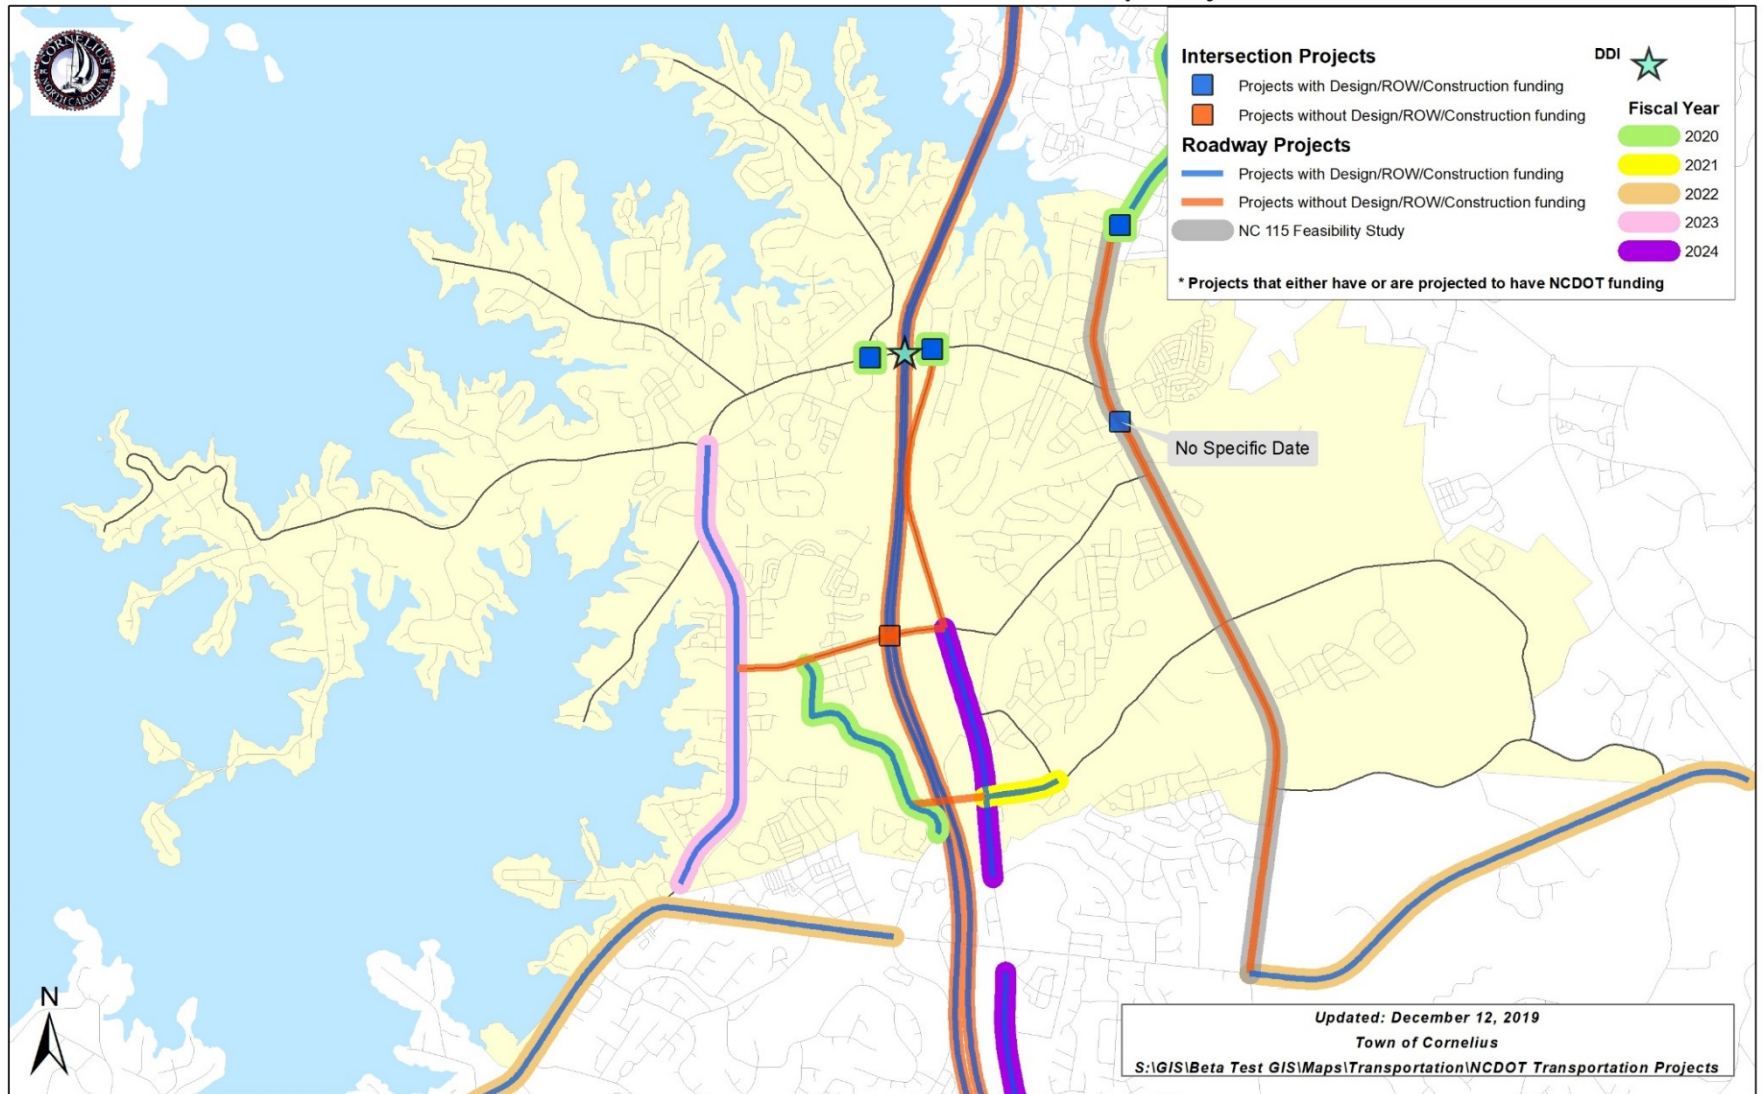 CORNELIUS
NORTH CAROLINA
Intersection Projects
Projects with Design/ROW/Construction funding
Projects without Design/ROW/Construction funding
Roadway Projects
Projects with Design/ROW/Construction funding
Projects without Design/ROW/Construction funding
NC 115 Feasibility Study
* Projects that either have or are projected to have NCDOT funding
DDI
Fiscal Year
2020
2021
2022
2023
2024
No Specific Date
N
Updated: December 12, 2019
Town of Cornelius
S:\GIS\Beta Test GIS\Maps\Transportation\NCDOT Transportation Projects